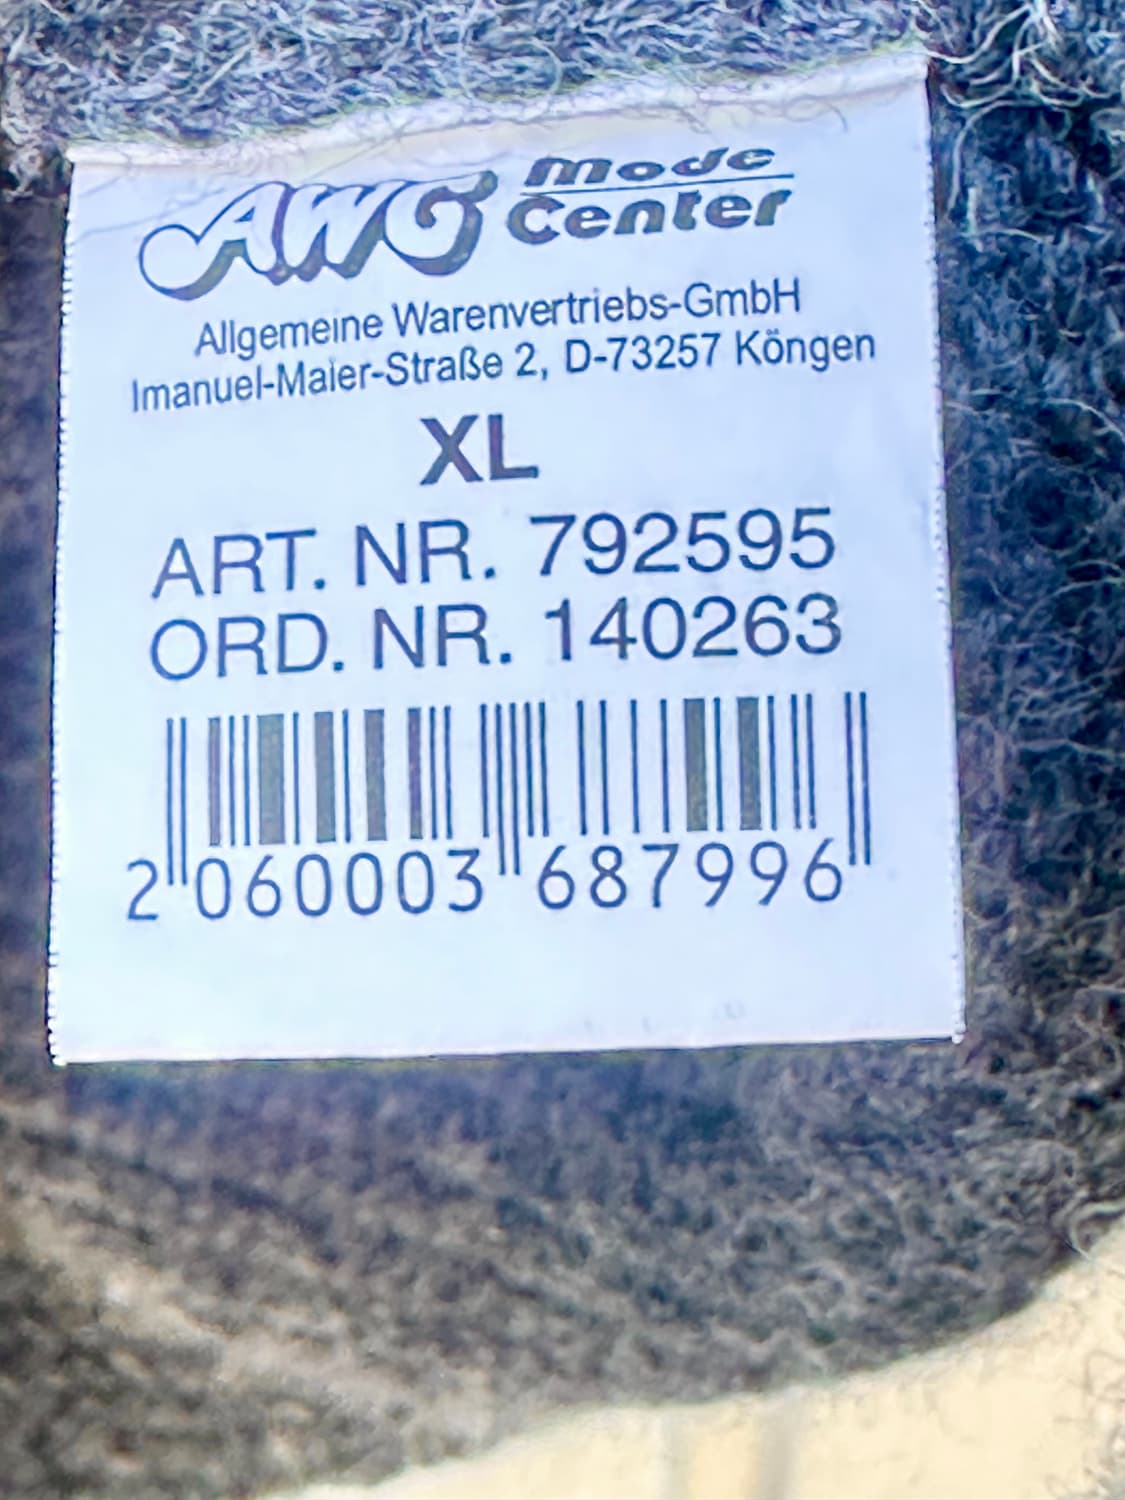 AWG Mode Center
Allgemeine Warenvertriebs-GmbH
Imanuel-Maier-Straße 2, D-73257 Köngen
XL
ART. NR. 792595
ORD. NR. 140263
2 060003 687996